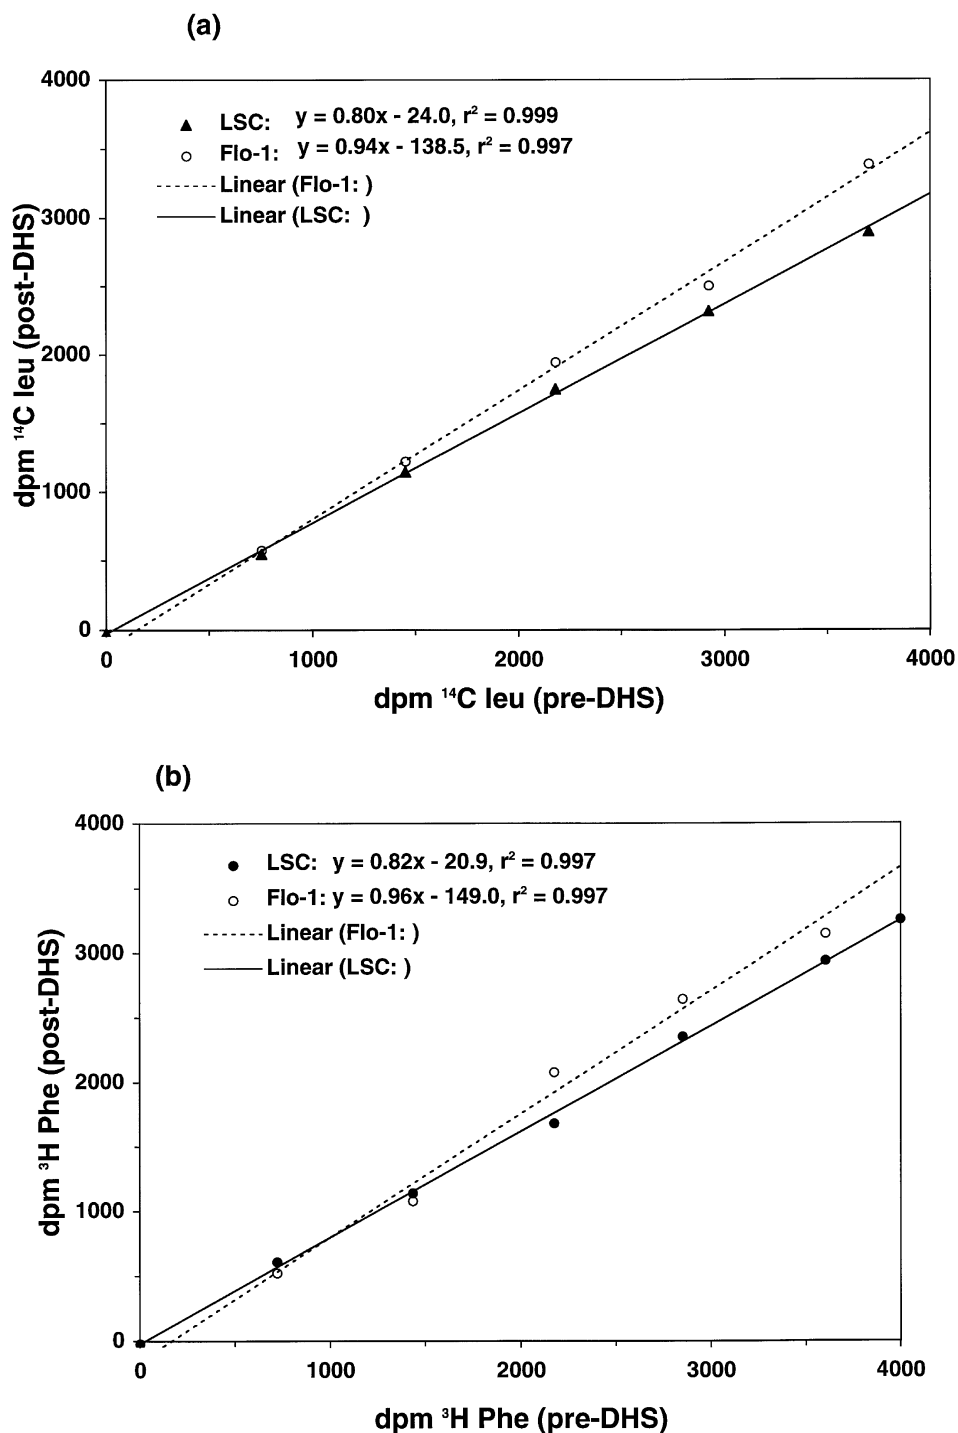 (a)
4000
LSC: y = 0.80x - 24.0, r² = 0.999
Flo-1: y = 0.94x - 138.5, r² = 0.997
Linear (Flo-1: )
Linear (LSC: )
3000
2000
1000
0
dpm ¹⁴C leu (post-DHS)
0 1000 2000 3000 4000
dpm ¹⁴C leu (pre-DHS)
(b)
4000
LSC: y = 0.82x - 20.9, r² = 0.997
Flo-1: y = 0.96x - 149.0, r² = 0.997
Linear (Flo-1: )
Linear (LSC: )
3000
2000
1000
0
dpm ³H Phe (post-DHS)
0 1000 2000 3000 4000
dpm ³H Phe (pre-DHS)